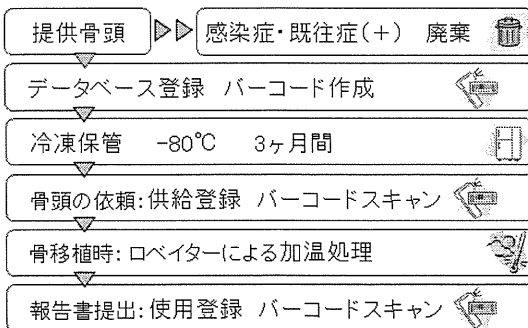 提供骨頭 感染症・既往症(+) 廃棄
データベース登録 バーコード作成
冷凍保管 -80℃ 3ヶ月間
骨頭の依頼:供給登録 バーコードスキャン
骨移植時:ロベイターによる加温処理
報告書提出:使用登録 バーコードスキャン